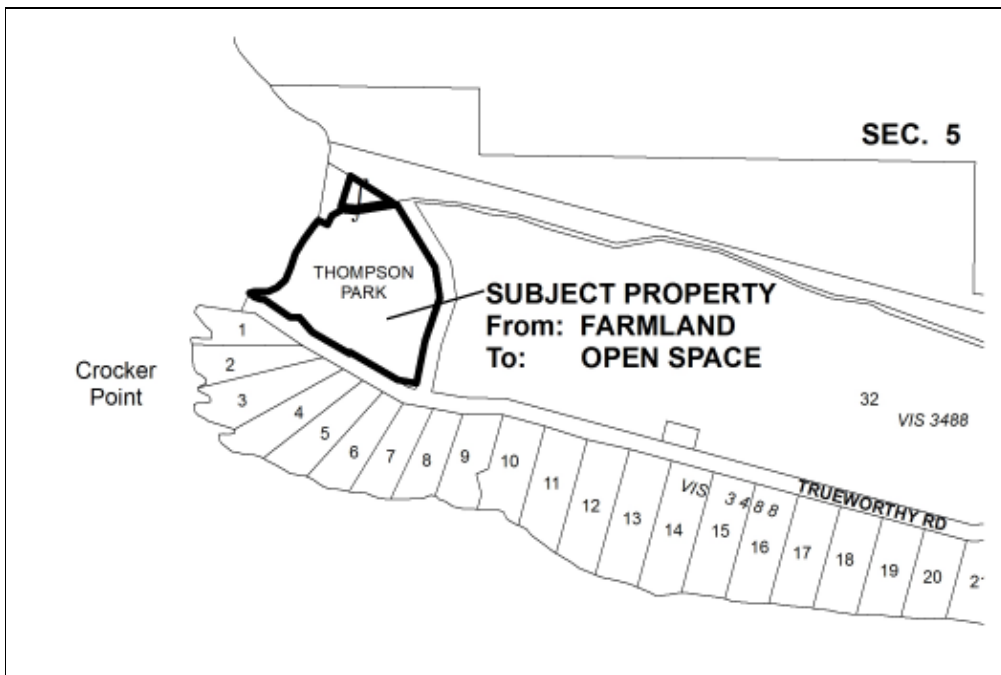 SEC. 5
THOMPSON
PARK
SUBJECT PROPERTY
From: FARMLAND
To: OPEN SPACE
Crocker
Point
1
2
3
4
5
6
7
8
9
10
11
12
13
14
15
16
17
18
19
20
32
VIS 3488
VIS 3488
TRUEWORTHY RD